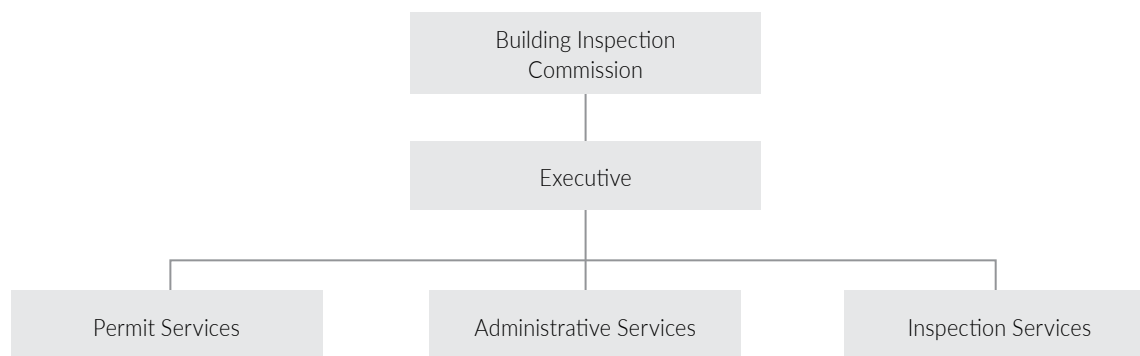 Building Inspection
Commission
Executive
Permit Services
Administrative Services
Inspection Services